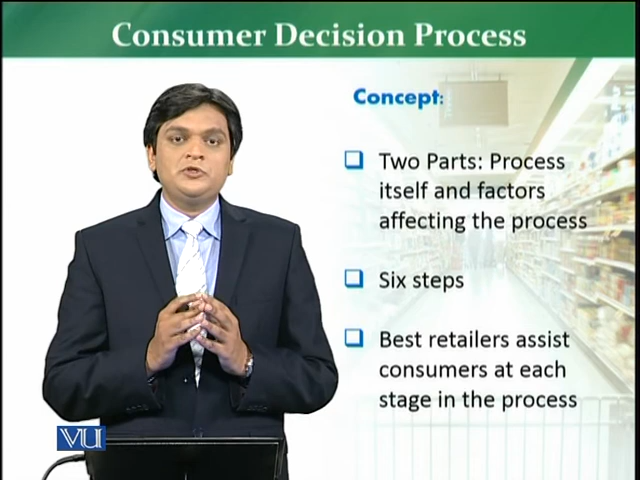 Consumer Decision Process
Concept:
Two Parts: Process
itself and factors
affecting the process
Six steps
Best retailers assist
consumers at each
stage in the process
VU